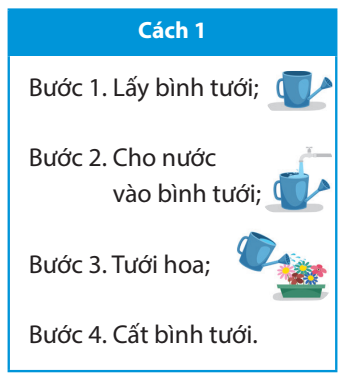 Cách 1
Bước 1. Lấy bình tưới;
Bước 2. Cho nước
vào bình tưới;
Bước 3. Tưới hoa;
Bước 4. Cất bình tưới.